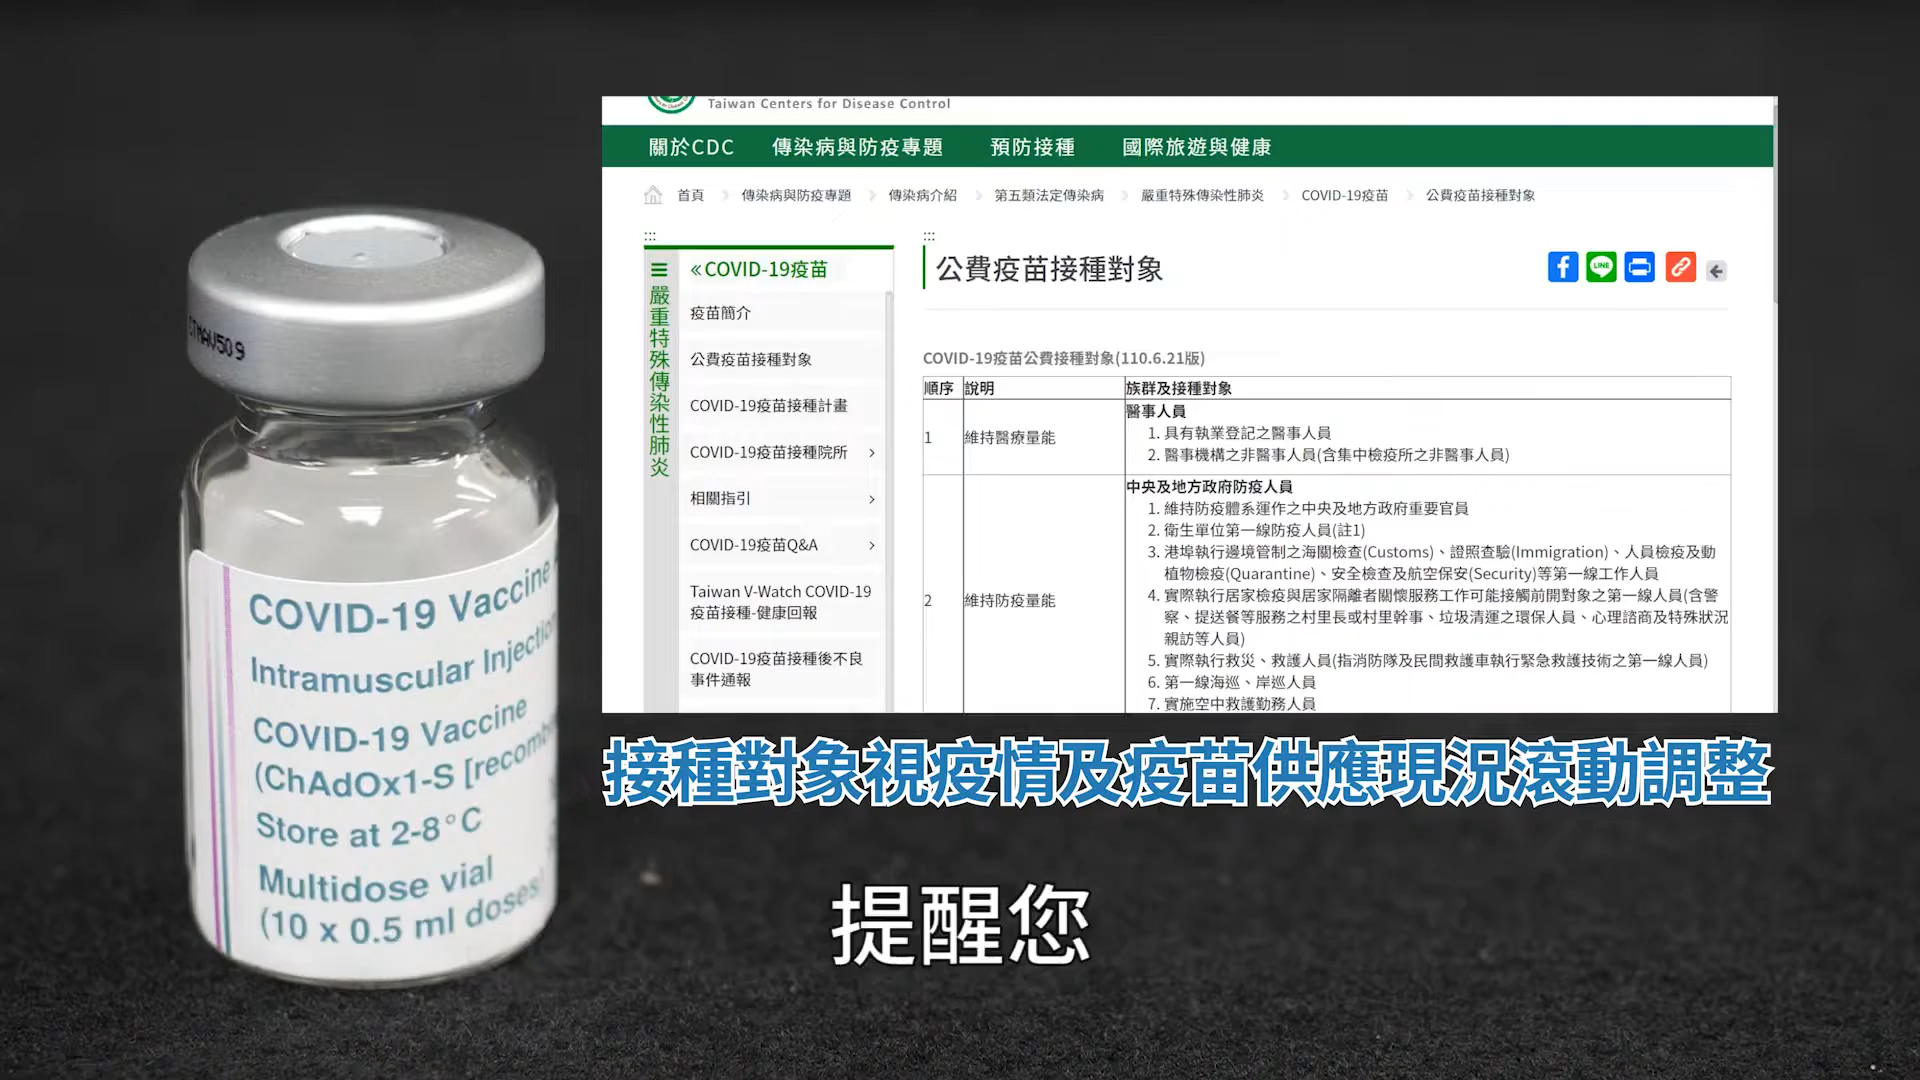 CTMAV509
COVID-19 Vaccine
Intramuscular Injection
COVID-19 Vaccine
(ChAdOx1-S [recomb
Store at 2-8°C
Multidose vial
(10 x 0.5 ml doses)
Taiwan Centers for Disease Control
關於CDC 傳染病與防疫專題 預防接種 國際旅遊與健康
首頁 傳染病與防疫專題 傳染病介紹 第五類法定傳染病 嚴重特殊傳染性肺炎 COVID-19疫苗 公費疫苗接種對象
嚴重特殊傳染性肺炎
«COVID-19疫苗
疫苗簡介
公費疫苗接種對象
COVID-19疫苗接種計畫
COVID-19疫苗接種院所
相關指引
COVID-19疫苗Q&A
Taiwan V-Watch COVID-19
疫苗接種-健康回報
COVID-19疫苗接種後不良
事件通報
公費疫苗接種對象
LINE
COVID-19疫苗公費接種對象(110.6.21版)
順序 說明 族群及接種對象
1 維持醫療量能
醫事人員
1. 具有執業登記之醫事人員
2. 醫事機構之非醫事人員(含集中檢疫所之非醫事人員)
2 維持防疫量能
中央及地方政府防疫人員
1. 維持防疫體系運作之中央及地方政府重要官員
2. 衛生單位第一線防疫人員(註1)
3. 港埠執行邊境管制之海關檢查(Customs)、證照查驗(Immigration)、人員檢疫及動
植物檢疫(Quarantine)、安全檢查及航空保安(Security)等第一線工作人員
4. 實際執行居家檢疫與居家隔離者關懷服務工作可能接觸前開對象之第一線人員(含警
察、提送餐等服務之村里長或村里幹事、垃圾清運之環保人員、心理諮商及特殊狀況
親訪等人員)
5. 實際執行救災、救護人員(指消防隊及民間救護車執行緊急救護技術之第一線人員)
6. 第一線海巡、岸巡人員
7. 實施空中救護勤務人員
接種對象視疫情及疫苗供應現況滾動調整
提醒您